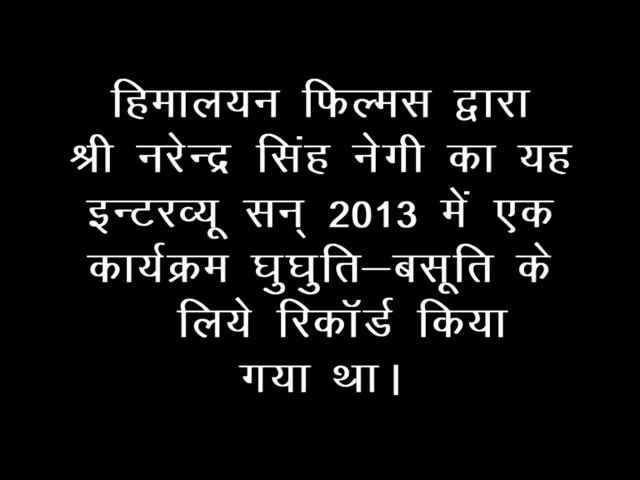 हिमालयन फिल्मस द्वारा
श्री नरेन्द्र सिंह नेगी का यह
इन्टरव्यू सन् 2013 में एक
कार्यक्रम घुघुति–बसूति के
लिये रिकॉर्ड किया
गया था।